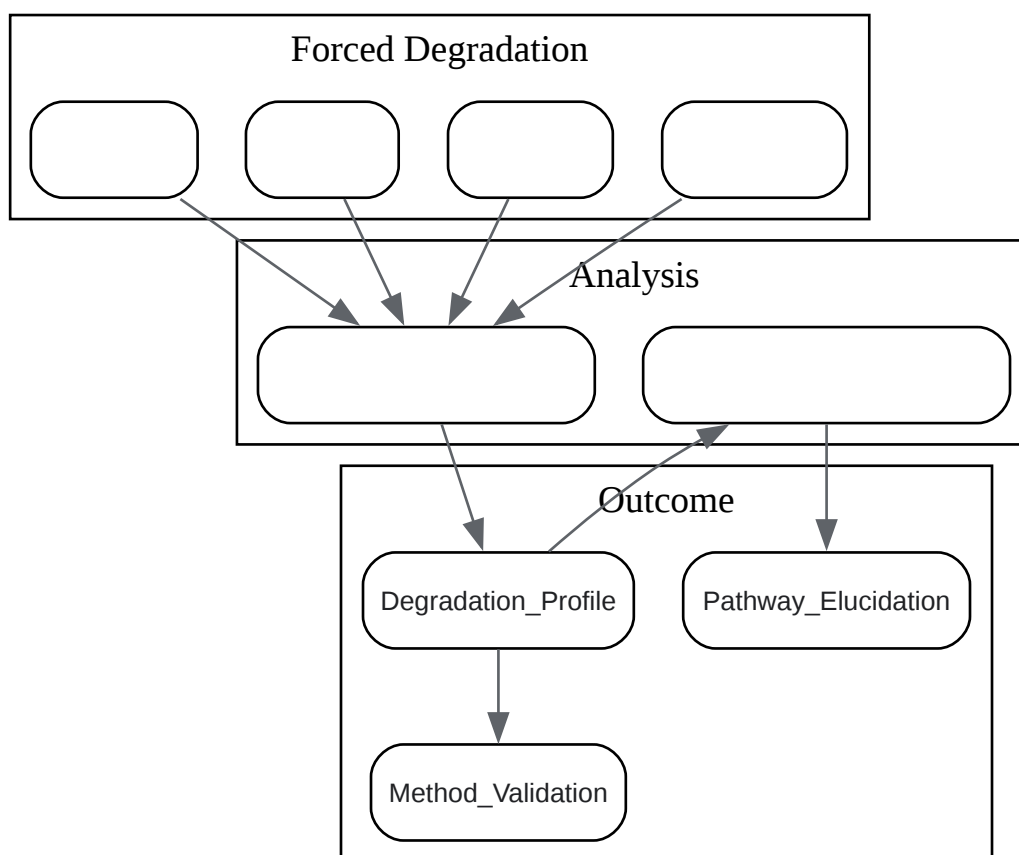 Forced Degradation
Analysis
Outcome
Degradation_Profile
Pathway_Elucidation
Method_Validation